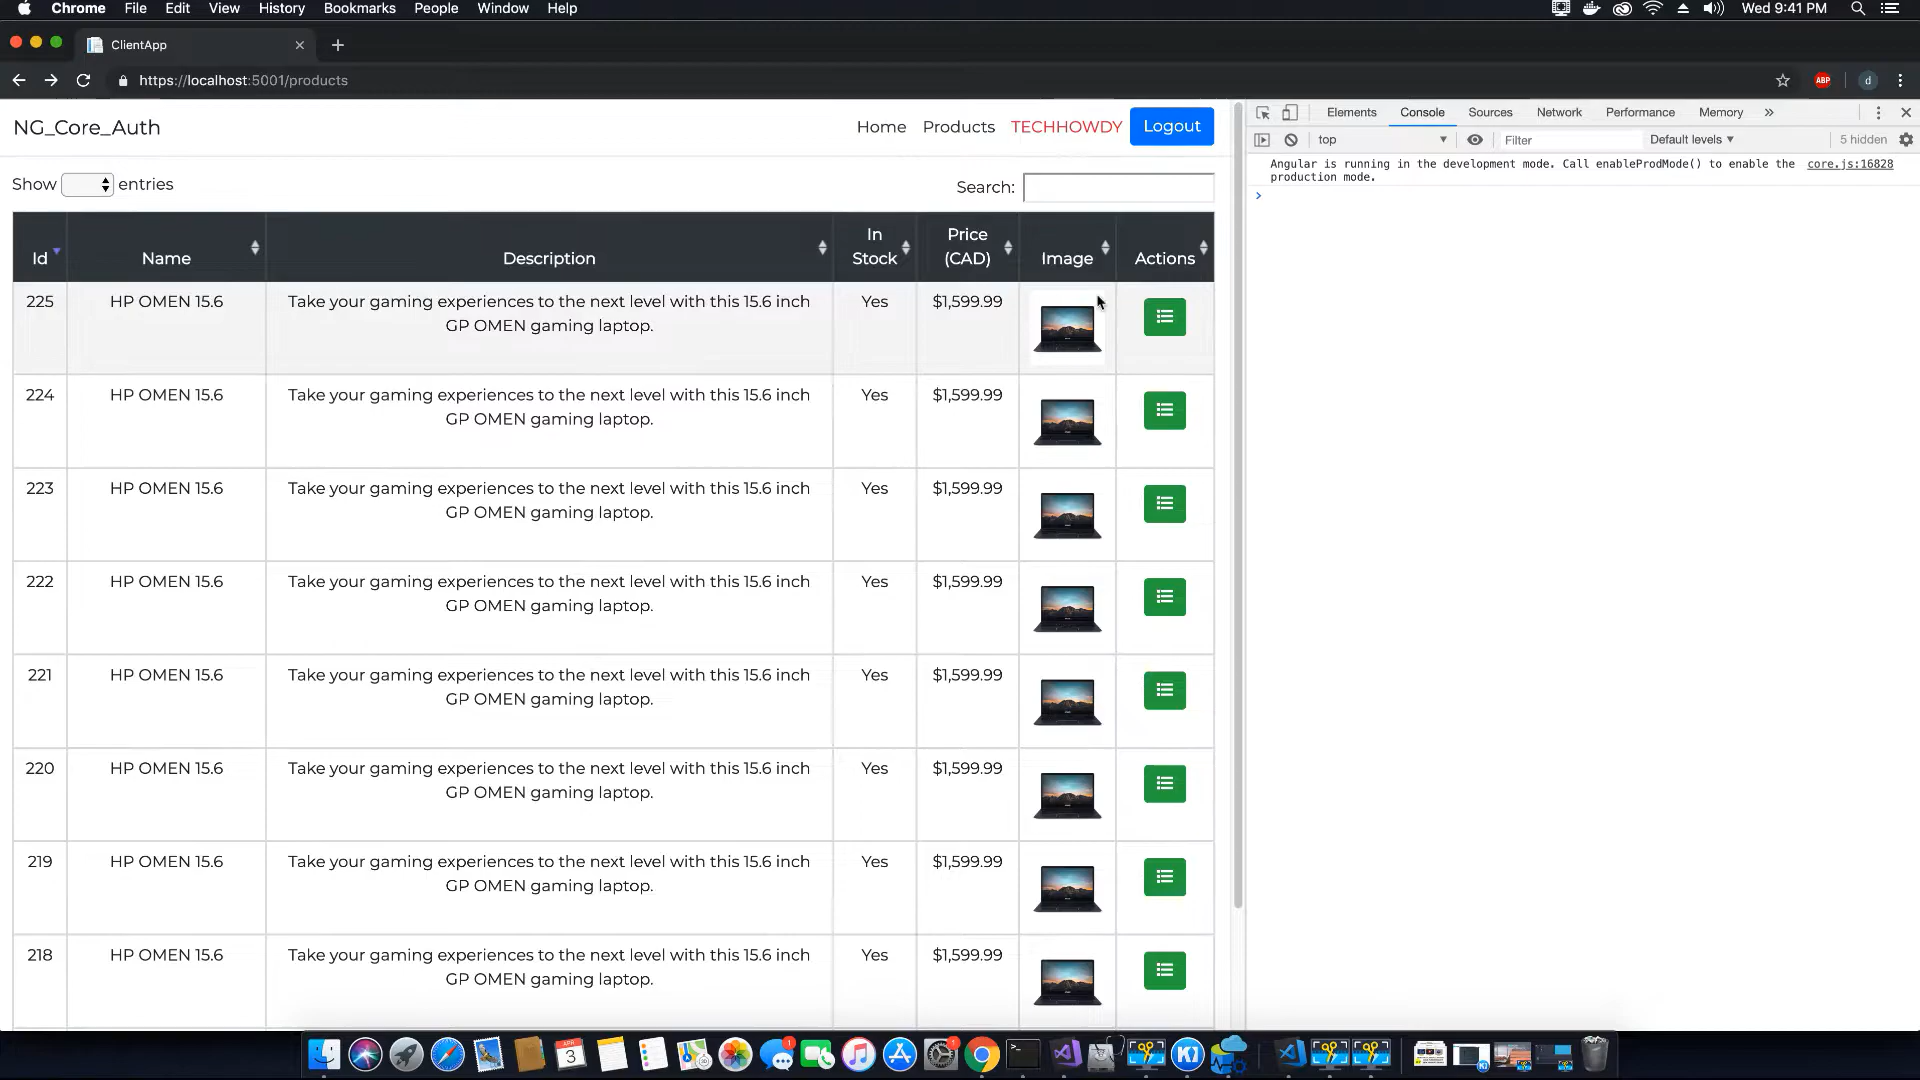 Chrome File Edit View History Bookmarks People Window Help Wed 9:41 PM
ClientApp
https://localhost:5001/products ABP d
NG_Core_Auth Home Products TECHHOWDY Logout
Elements Console Sources Network Performance Memory
top Filter Default levels 5 hidden
Angular is running in the development mode. Call enableProdMode() to enable the core.js:16828
production mode.
Show entries Search:
Id Name Description In Stock Price (CAD) Image Actions
225 HP OMEN 15.6 Take your gaming experiences to the next level with this 15.6 inch Yes $1,599.99
GP OMEN gaming laptop.
224 HP OMEN 15.6 Take your gaming experiences to the next level with this 15.6 inch Yes $1,599.99
GP OMEN gaming laptop.
223 HP OMEN 15.6 Take your gaming experiences to the next level with this 15.6 inch Yes $1,599.99
GP OMEN gaming laptop.
222 HP OMEN 15.6 Take your gaming experiences to the next level with this 15.6 inch Yes $1,599.99
GP OMEN gaming laptop.
221 HP OMEN 15.6 Take your gaming experiences to the next level with this 15.6 inch Yes $1,599.99
GP OMEN gaming laptop.
220 HP OMEN 15.6 Take your gaming experiences to the next level with this 15.6 inch Yes $1,599.99
GP OMEN gaming laptop.
219 HP OMEN 15.6 Take your gaming experiences to the next level with this 15.6 inch Yes $1,599.99
GP OMEN gaming laptop.
218 HP OMEN 15.6 Take your gaming experiences to the next level with this 15.6 inch Yes $1,599.99
GP OMEN gaming laptop.
APR
3
1
1